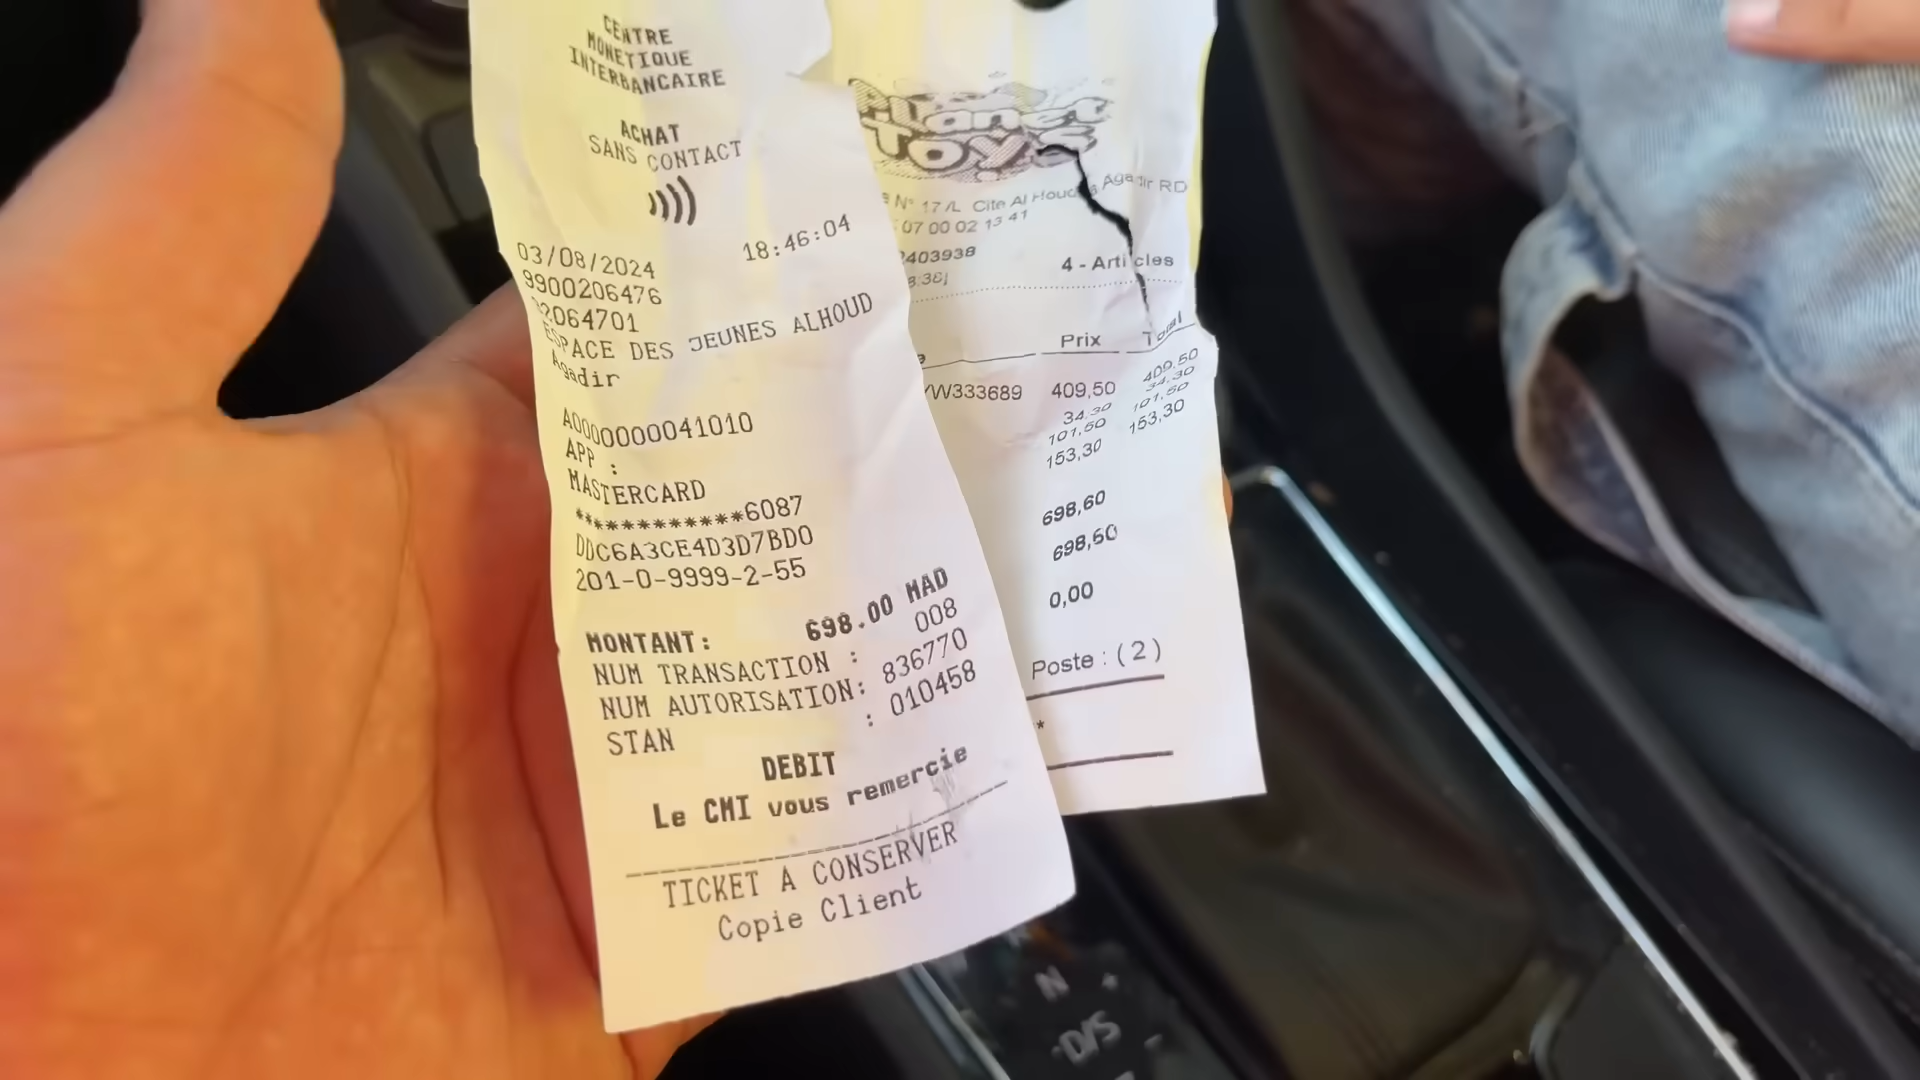 CENTRE
MONETIQUE
INTERBANCAIRE
ACHAT
SANS CONTACT
03/08/2024 18:46:04
9900206476
2064701
ESPACE DES JEUNES ALHOUD
Agadir
A0000000041010
APP :
MASTERCARD
************6087
DDC6A3CE4D3D7BD0
201-0-9999-2-55
MONTANT: 698.00 MAD
NUM TRANSACTION : 008
NUM AUTORISATION: 836770
STAN : 010458
DEBIT
Le CMI vous remercie
TICKET A CONSERVER
Copie Client
Planet
Toys
N° 17/L Cite Al Houda Agadir RD
07 00 02 13 41
2403938 4 - Articles
8:36]
Prix Total
W333689 409,50 409.50
34.30 34.30
101,50 101,50
153,30 153,30
698,60
698,60
0,00
Poste : ( 2 )
*
N +
D/S -